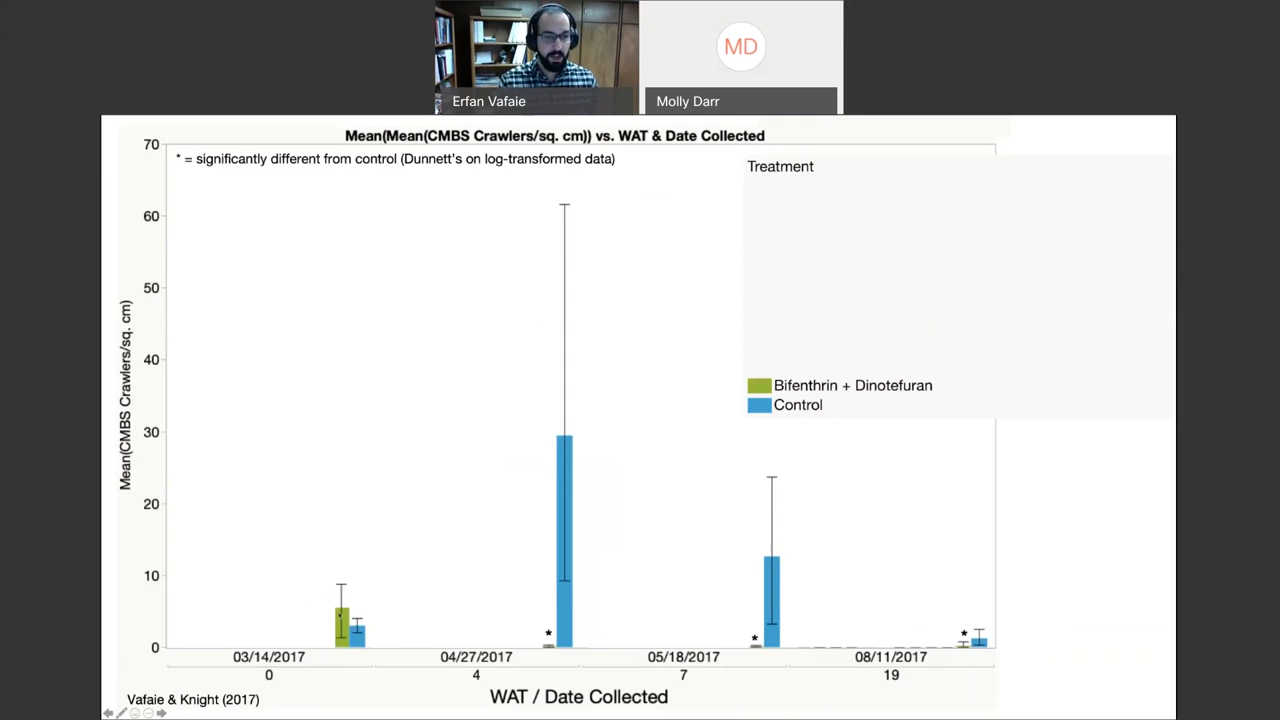 MD
Erfan Vafaie
Molly Darr
Mean(Mean(CMBS Crawlers/sq. cm)) vs. WAT & Date Collected
* = significantly different from control (Dunnett's on log-transformed data)
Treatment
Bifenthrin + Dinotefuran
Control
Mean(CMBS Crawlers/sq. cm)
70
60
50
40
30
20
10
0
*
*
*
03/14/2017
04/27/2017
05/18/2017
08/11/2017
0
4
7
19
WAT / Date Collected
Vafaie & Knight (2017)